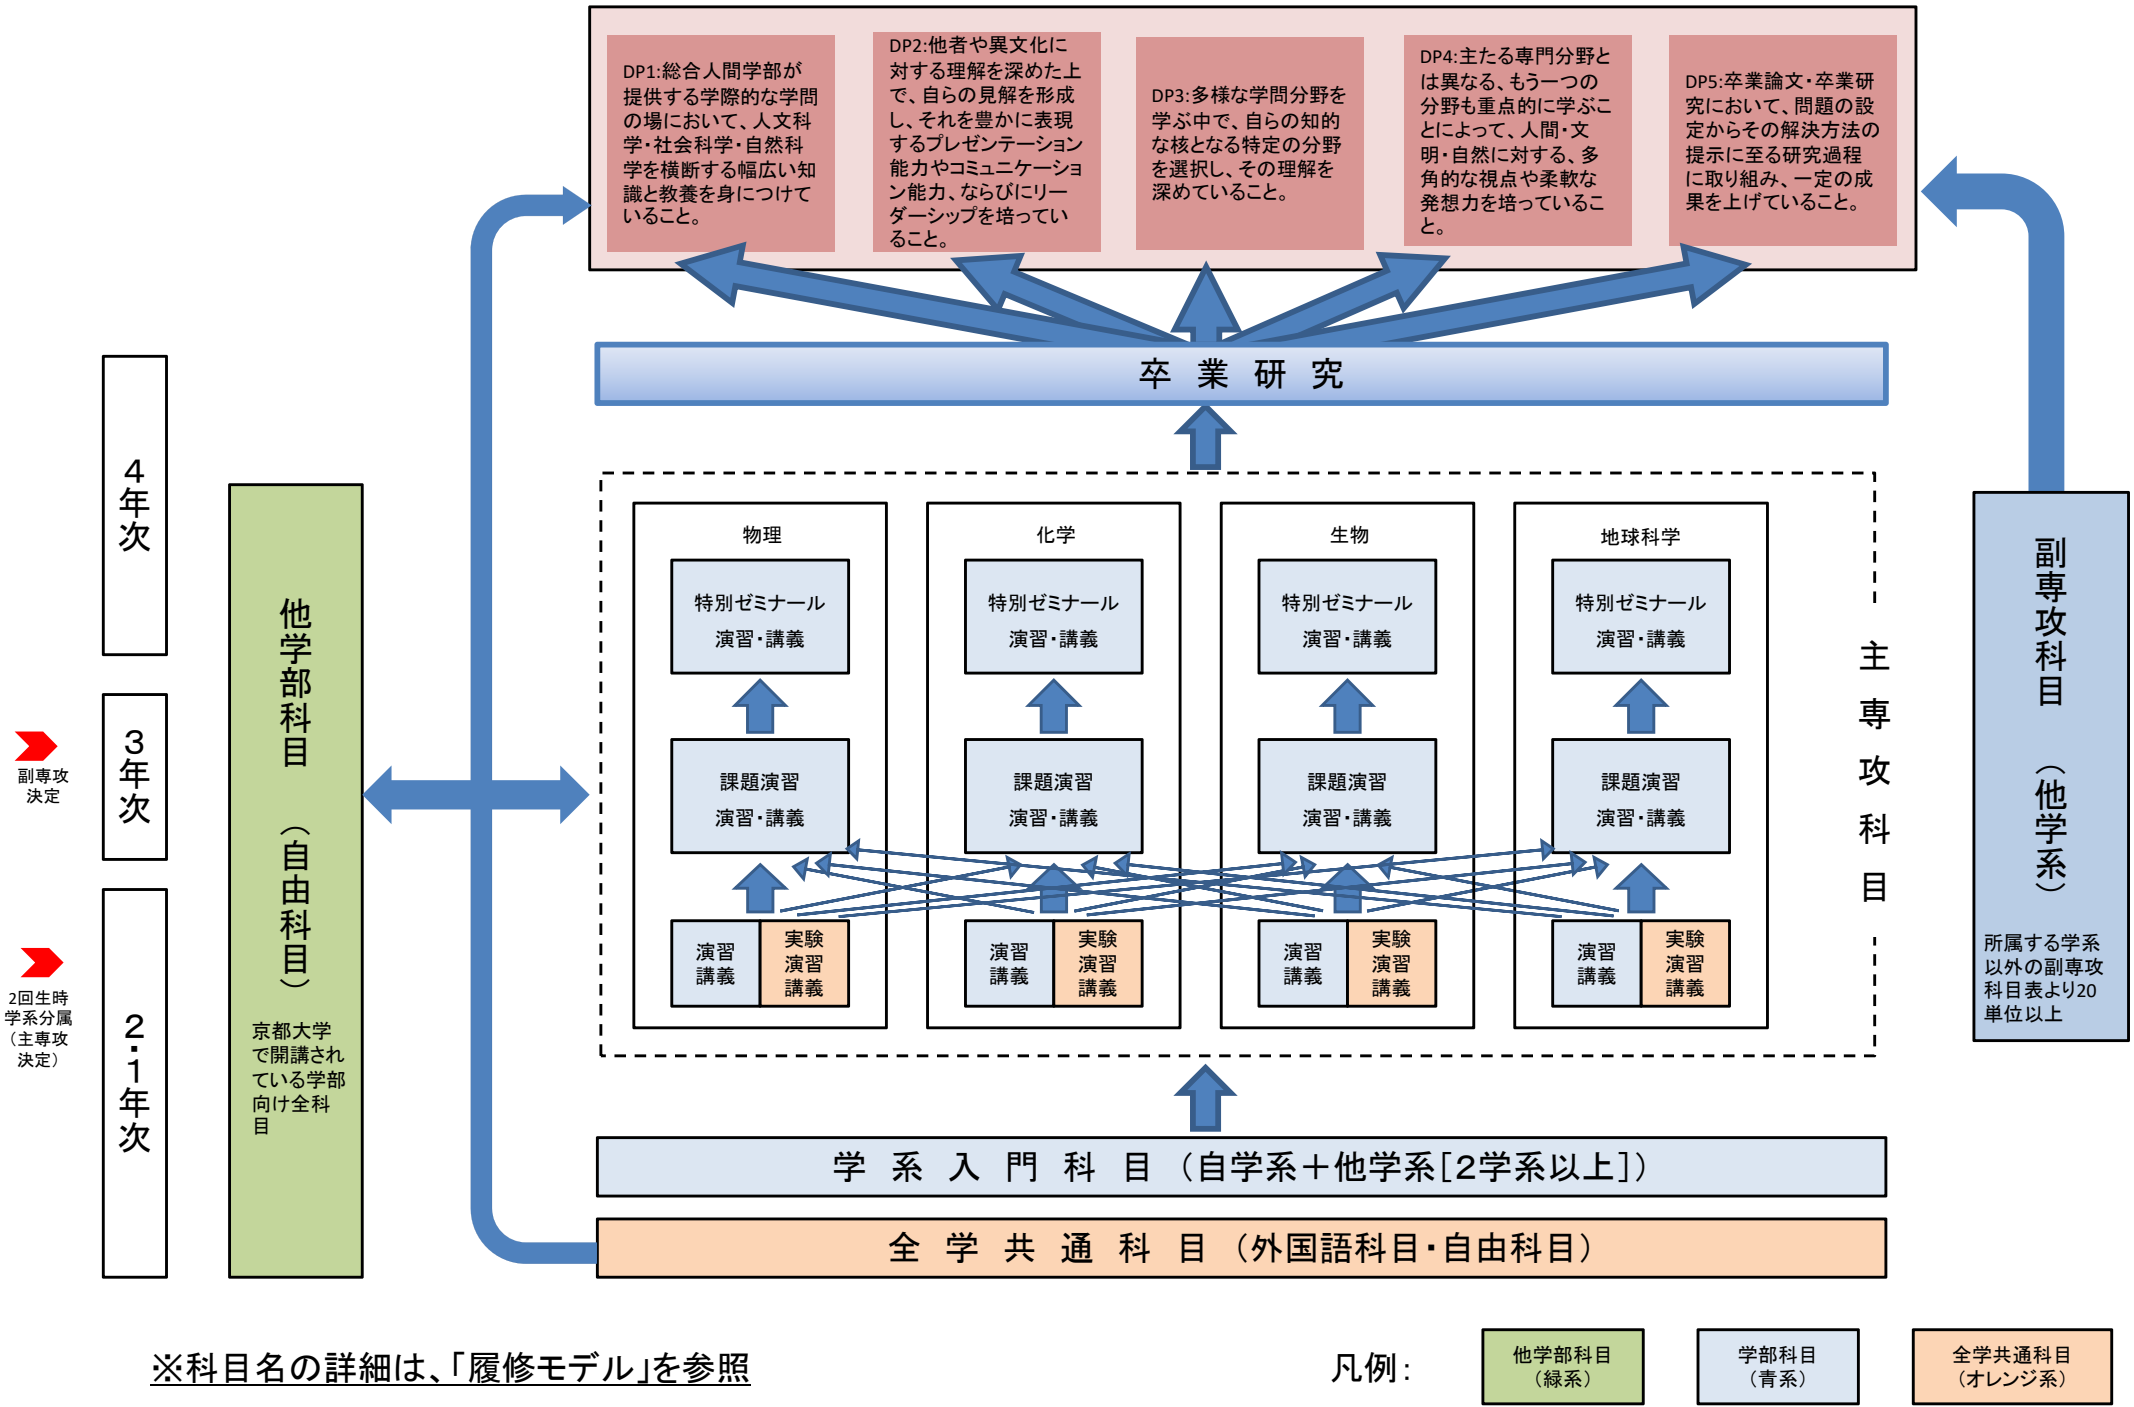 DP1:総合人間学部が
提供する学際的な学問
の場において、人文科
学・社会科学・自然科
学を横断する幅広い知
識と教養を身につけて
いること。
DP2:他者や異文化に
対する理解を深めた上
で、自らの見解を形成
し、それを豊かに表現
するプレゼンテーション
能力やコミュニケーショ
ン能力、ならびにリー
ダーシップを培ってい
ること。
DP3:多様な学問分野を
学ぶ中で、自らの知的
な核となる特定の分野
を選択し、その理解を
深めていること。
DP4:主たる専門分野と
は異なる、もう一つの
分野も重点的に学ぶこ
とによって、人間・文
明・自然に対する、多
角的な視点や柔軟な
発想力を培っているこ
と。
DP5:卒業論文・卒業研
究において、問題の設
定からその解決方法の
提示に至る研究過程
に取り組み、一定の成
果を上げていること。
卒業研究
4年次
3年次
2・1年次
副専攻
決定
2回生時
学系分属
(主専攻
決定)
他学部科目 (自由科目)
京都大学
で開講され
ている学部
向け全科
目
物理
特別ゼミナール
演習・講義
課題演習
演習・講義
演習
講義
実験
演習
講義
化学
特別ゼミナール
演習・講義
課題演習
演習・講義
演習
講義
実験
演習
講義
生物
特別ゼミナール
演習・講義
課題演習
演習・講義
演習
講義
実験
演習
講義
地球科学
特別ゼミナール
演習・講義
課題演習
演習・講義
演習
講義
実験
演習
講義
主専攻科目
副専攻科目 (他学系)
所属する学系
以外の副専攻
科目表より20
単位以上
学系入門科目(自学系+他学系[2学系以上])
全学共通科目(外国語科目・自由科目)
※科目名の詳細は、「履修モデル」を参照
凡例:
他学部科目
(緑系)
学部科目
(青系)
全学共通科目
(オレンジ系)